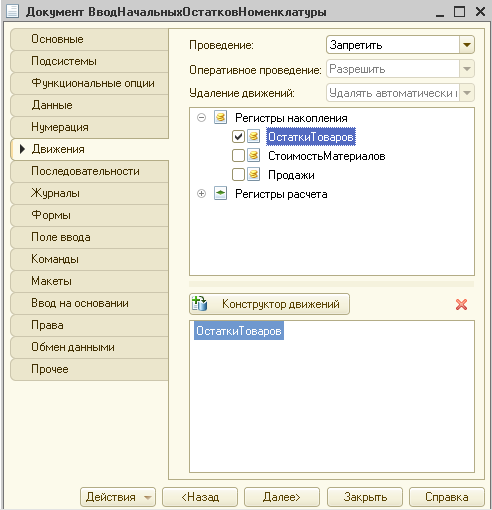 Документ ВводНачальныхОстатковНоменклатуры
Основные
Подсистемы
Функциональные опции
Данные
Нумерация
Движения
Последовательности
Журналы
Формы
Поле ввода
Команды
Макеты
Ввод на основании
Права
Обмен данными
Прочее
Проведение: Запретить
Оперативное проведение: Разрешить
Удаление движений: Удалять автоматически
Регистры накопления
ОстаткиТоваров
СтоимостьМатериалов
Продажи
Регистры расчета
Конструктор движений
ОстаткиТоваров
Действия <Назад Далее> Закрыть Справка